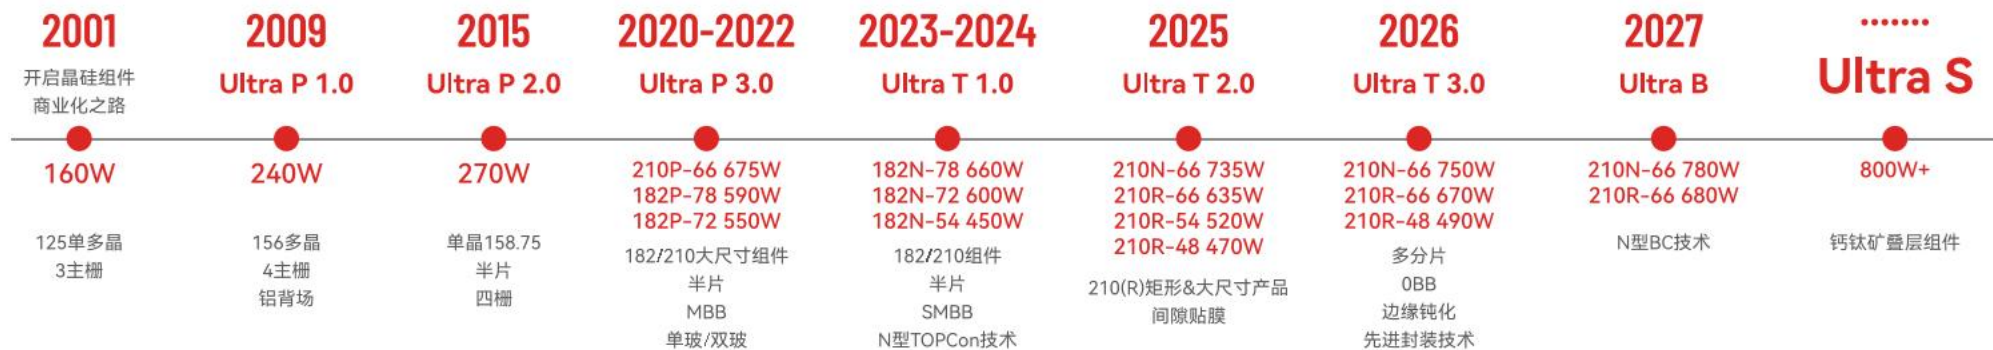 2001
开启晶硅组件
商业化之路
160W
125单多晶
3主栅
2009
Ultra P 1.0
240W
156多晶
4主栅
铝背场
2015
Ultra P 2.0
270W
单晶158.75
半片
四栅
2020-2022
Ultra P 3.0
210P-66 675W
182P-78 590W
182P-72 550W
182/210大尺寸组件
半片
MBB
单玻/双玻
2023-2024
Ultra T 1.0
182N-78 660W
182N-72 600W
182N-54 450W
182/210组件
半片
SMBB
N型TOPCon技术
2025
Ultra T 2.0
210N-66 735W
210R-66 635W
210R-54 520W
210R-48 470W
210(R)矩形&大尺寸产品
间隙贴膜
2026
Ultra T 3.0
210N-66 750W
210R-66 670W
210R-48 490W
多分片
0BB
边缘钝化
先进封装技术
2027
Ultra B
210N-66 780W
210R-66 680W
N型BC技术
.......
Ultra S
800W+
钙钛矿叠层组件